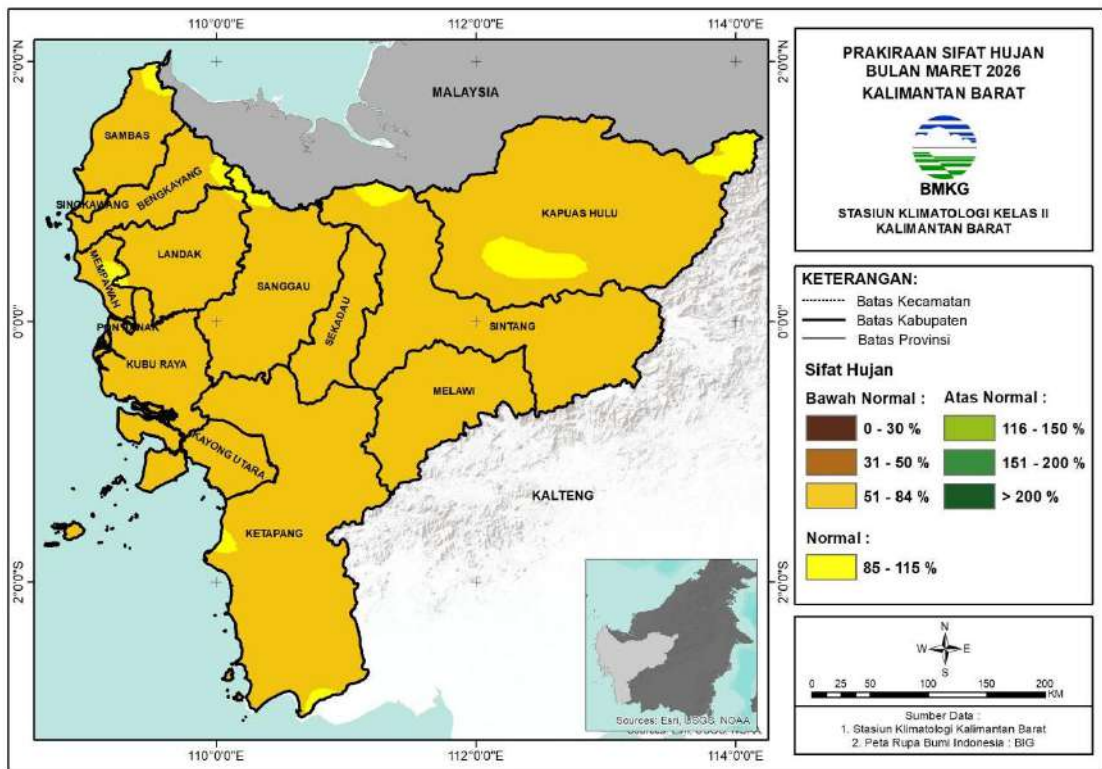 110°0'0"E
112°0'0"E
114°0'0"E
2°0'0"N
2°0'0"N
0°0'0"
0°0'0"
2°0'0"S
2°0'0"S
MALAYSIA
SAMBAS
SINGKAWANG
BENGKAYANG
KAPUAS HULU
LANDAK
MEMPAWAH
SANGGAU
SEKADAU
SINTANG
KUBU RAYA
MELAWI
KAYONG UTARA
KALTENG
KETAPANG
Sources: Esri, USGS, NOAA
Sources: Esri, USGS, NOAA
110°0'0"E
112°0'0"E
114°0'0"E
PRAKIRAAN SIFAT HUJAN
BULAN MARET 2026
KALIMANTAN BARAT
BMKG
STASIUN KLIMATOLOGI KELAS II
KALIMANTAN BARAT
KETERANGAN:
Batas Kecamatan
Batas Kabupaten
Batas Provinsi
Sifat Hujan
Bawah Normal : Atas Normal :
0 - 30 % 116 - 150 %
31 - 50 % 151 - 200 %
51 - 84 % > 200 %
Normal :
85 - 115 %
N
W E
S
0 25 50 100 150 200
KM
Sumber Data :
1. Stasiun Klimatologi Kalimantan Barat
2. Peta Rupa Bumi Indonesia : BIG